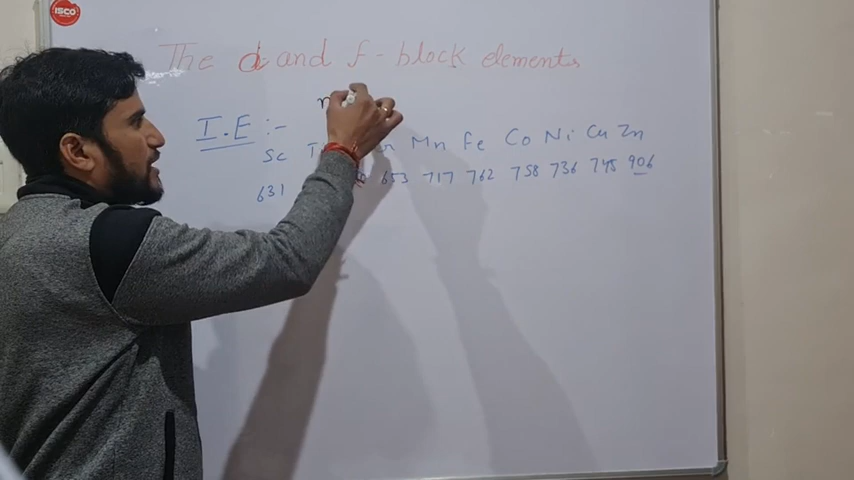 ISCO
The d and f-block elements
I.E :-
Sc Mn Fe Co Ni Cu Zn
631 653 717 762 758 736 745 906